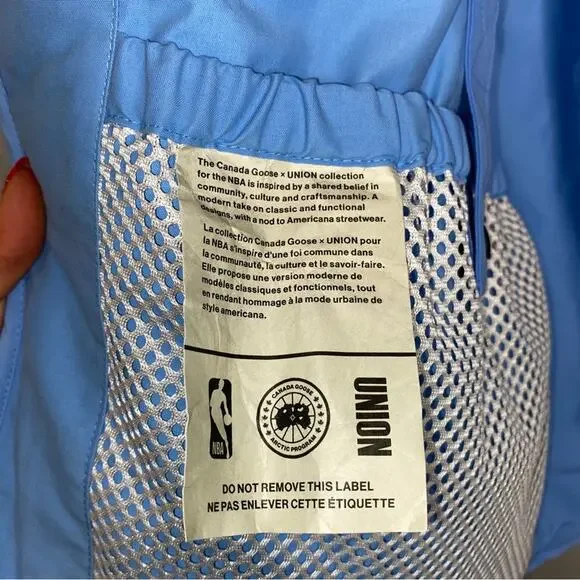 The Canada Goose × UNION collection
for the NBA is inspired by a shared belief in
community, culture and craftsmanship. A
modern take on classic and functional
designs, with a nod to Americana streetwear.
La collection Canada Goose × UNION pour
la NBA s'inspire d'une foi commune dans
la communauté, la culture et le savoir-faire.
Elle propose une version moderne de
modèles classiques et fonctionnels, tout
en rendant hommage à la mode urbaine de
style americana.
NBA
CANADA GOOSE
ARCTIC PROGRAM
UNION
DO NOT REMOVE THIS LABEL
NE PAS ENLEVER CETTE ÉTIQUETTE